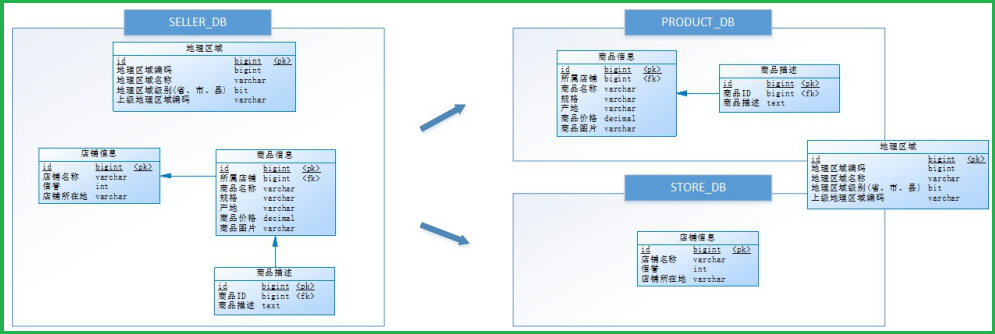 SELLER_DB
地理区域
id bigint <pk>
地理区域编码 bigint
地理区域名称 varchar
地理区域级别(省、市、县) bit
上级地理区域编码 varchar
店铺信息
id bigint <pk>
店铺名称 varchar
信誉 int
店铺所在地 varchar
商品信息
id bigint <pk>
所属店铺 bigint <fk>
商品名称 varchar
规格 varchar
产地 varchar
商品价格 decimal
商品图片 varchar
商品描述
id bigint <pk>
商品ID bigint <fk>
商品描述 text
PRODUCT_DB
商品信息
id bigint <pk>
所属店铺 bigint <fk>
商品名称 varchar
规格 varchar
产地 varchar
商品价格 decimal
商品图片 varchar
商品描述
id bigint <pk>
商品ID bigint <fk>
商品描述 text
地理区域
id bigint <pk>
地理区域编码 bigint
地理区域名称 varchar
地理区域级别(省、市、县) bit
上级地理区域编码 varchar
STORE_DB
店铺信息
id bigint <pk>
店铺名称 varchar
信誉 int
店铺所在地 varchar